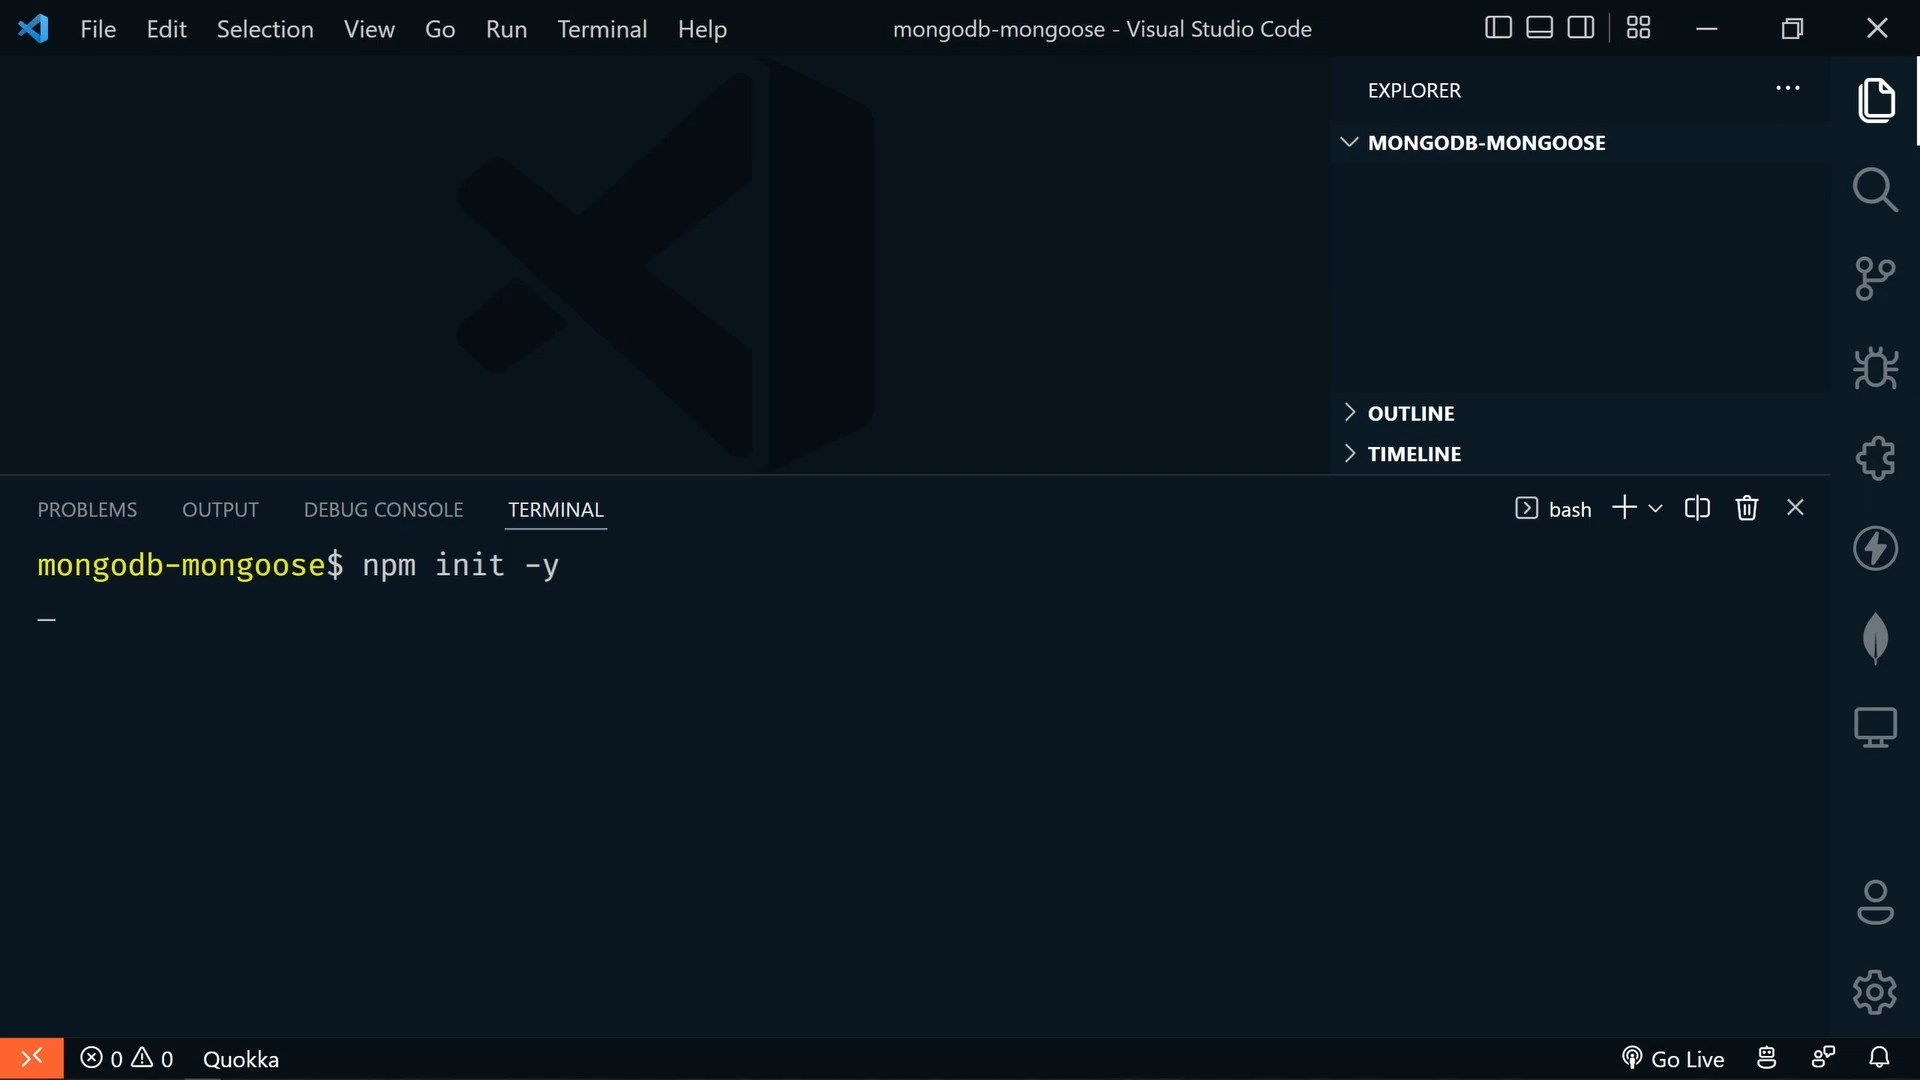 File Edit Selection View Go Run Terminal Help mongodb-mongoose - Visual Studio Code
EXPLORER
MONGODB-MONGOOSE
OUTLINE
TIMELINE
PROBLEMS OUTPUT DEBUG CONSOLE TERMINAL bash
mongodb-mongoose$ npm init -y
_
0 0 Quokka Go Live